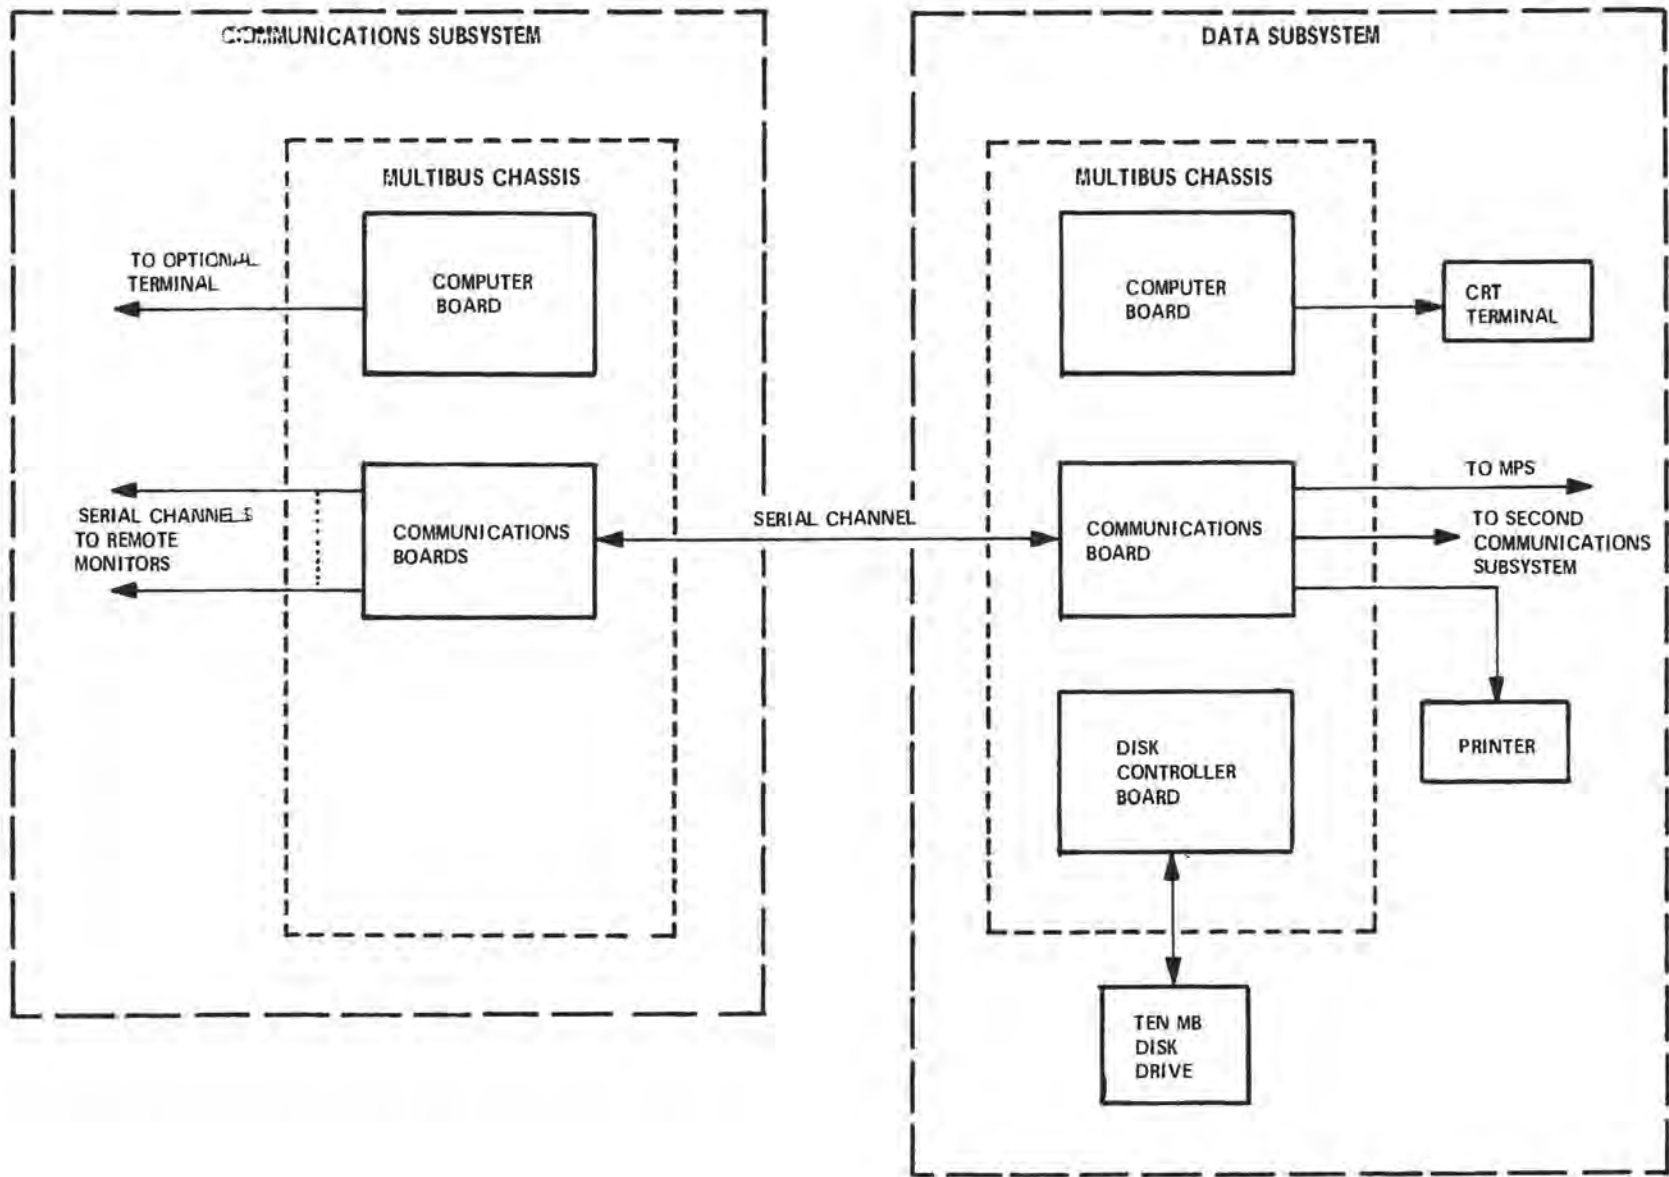 COMMUNICATIONS SUBSYSTEM
MULTIBUS CHASSIS
COMPUTER
BOARD
TO OPTIONAL
TERMINAL
SERIAL CHANNELS
TO REMOTE
MONITORS
COMMUNICATIONS
BOARDS
SERIAL CHANNEL
DATA SUBSYSTEM
MULTIBUS CHASSIS
COMPUTER
BOARD
CRT
TERMINAL
COMMUNICATIONS
BOARD
TO MPS
TO SECOND
COMMUNICATIONS
SUBSYSTEM
DISK
CONTROLLER
BOARD
PRINTER
TEN MB
DISK
DRIVE